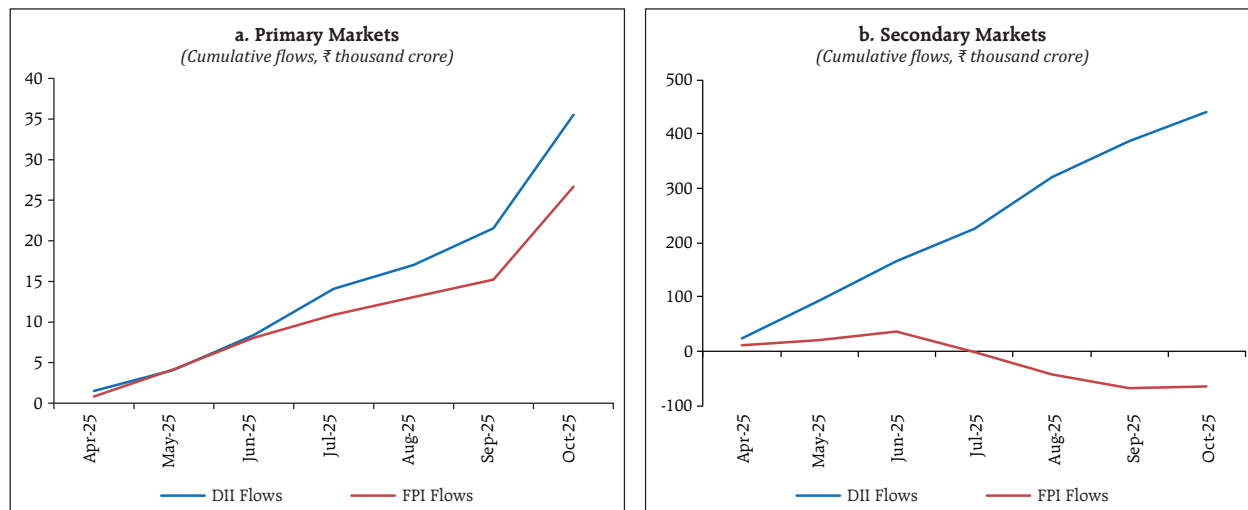 a. Primary Markets
(Cumulative flows, ₹ thousand crore)
40
35
30
25
20
15
10
5
0
Apr-25
May-25
Jun-25
Jul-25
Aug-25
Sep-25
Oct-25
DII Flows
FPI Flows
b. Secondary Markets
(Cumulative flows, ₹ thousand crore)
500
400
300
200
100
0
-100
Apr-25
May-25
Jun-25
Jul-25
Aug-25
Sep-25
Oct-25
DII Flows
FPI Flows